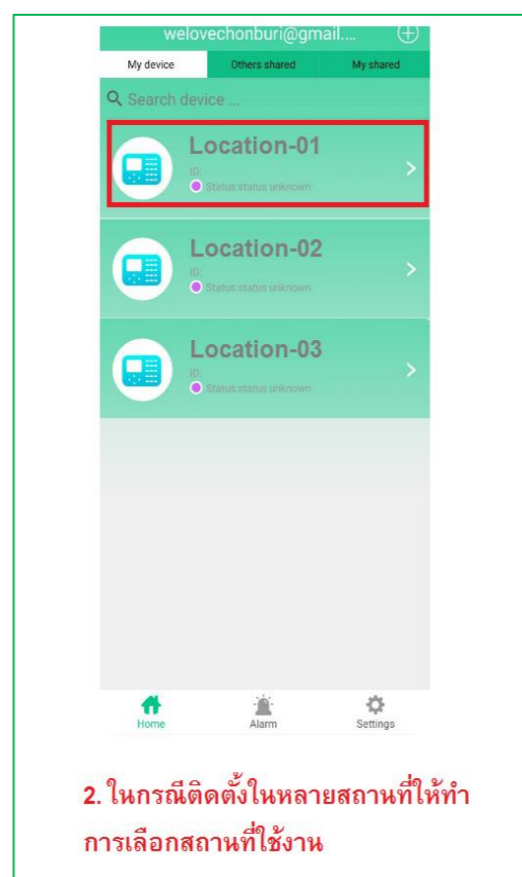 welovechonburi@gmail....
My device Others shared My shared
Search device ...
Location-01
ID:
Status:status unknown
Location-02
ID:
Status:status unknown
Location-03
ID:
Status:status unknown
Home Alarm Settings
2. ในกรณีติดตั้งในหลายสถานที่ให้ทำ
การเลือกสถานที่ใช้งาน